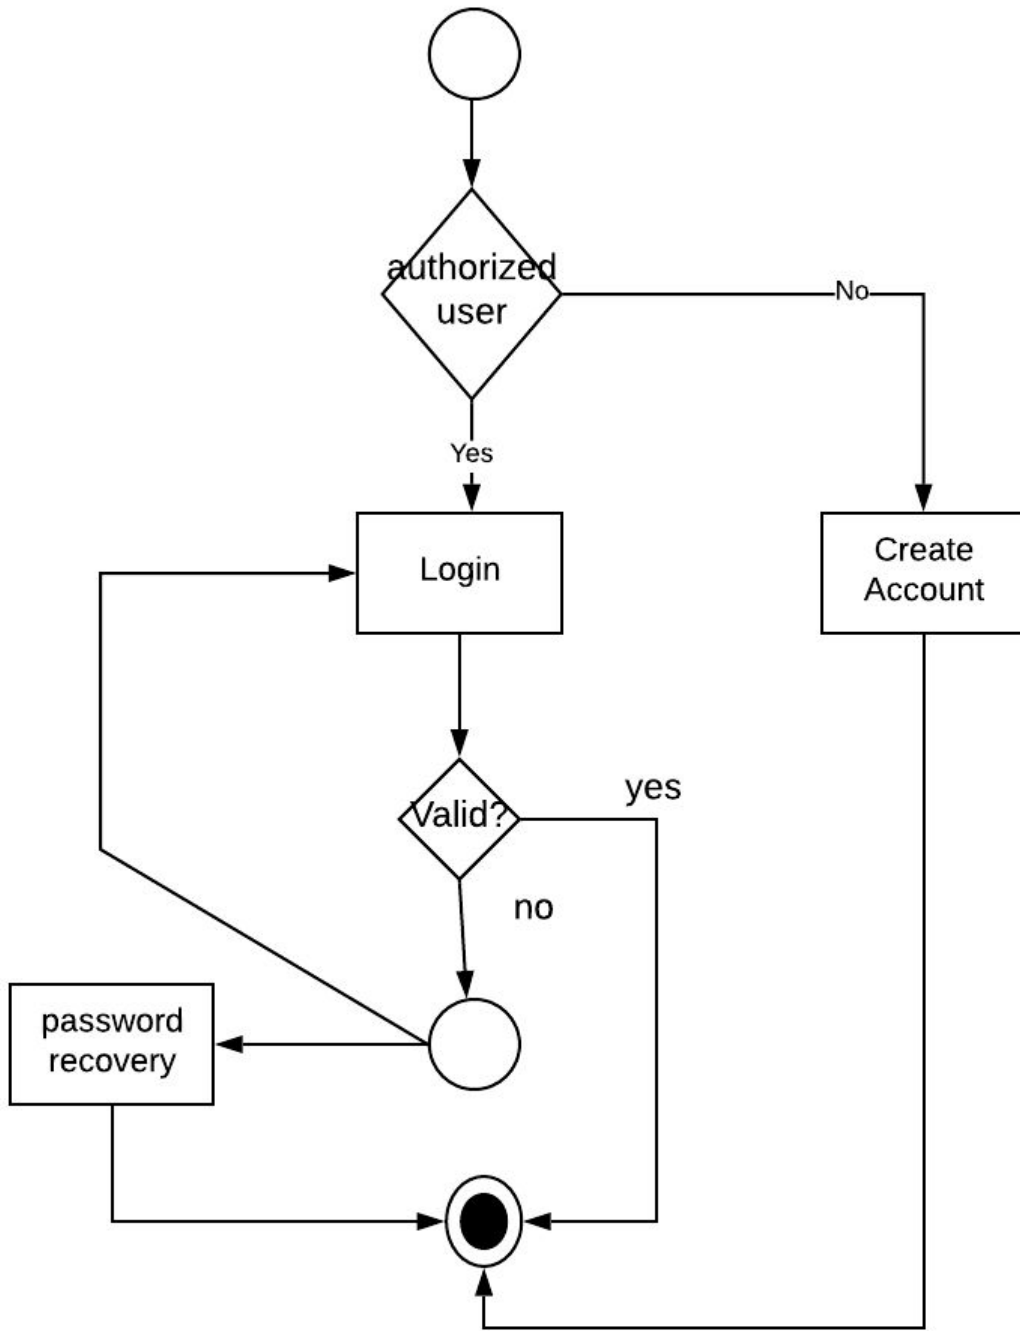 authorized
user
No
Yes
Login
Create
Account
Valid?
yes
no
password
recovery